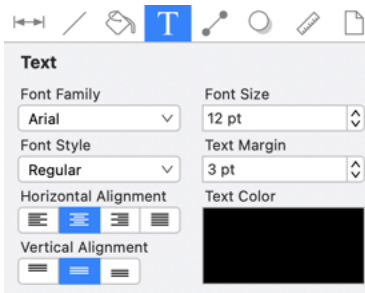 T
Text
Font Family Font Size
Arial 12 pt
Font Style Text Margin
Regular 3 pt
Horizontal Alignment Text Color
Vertical Alignment